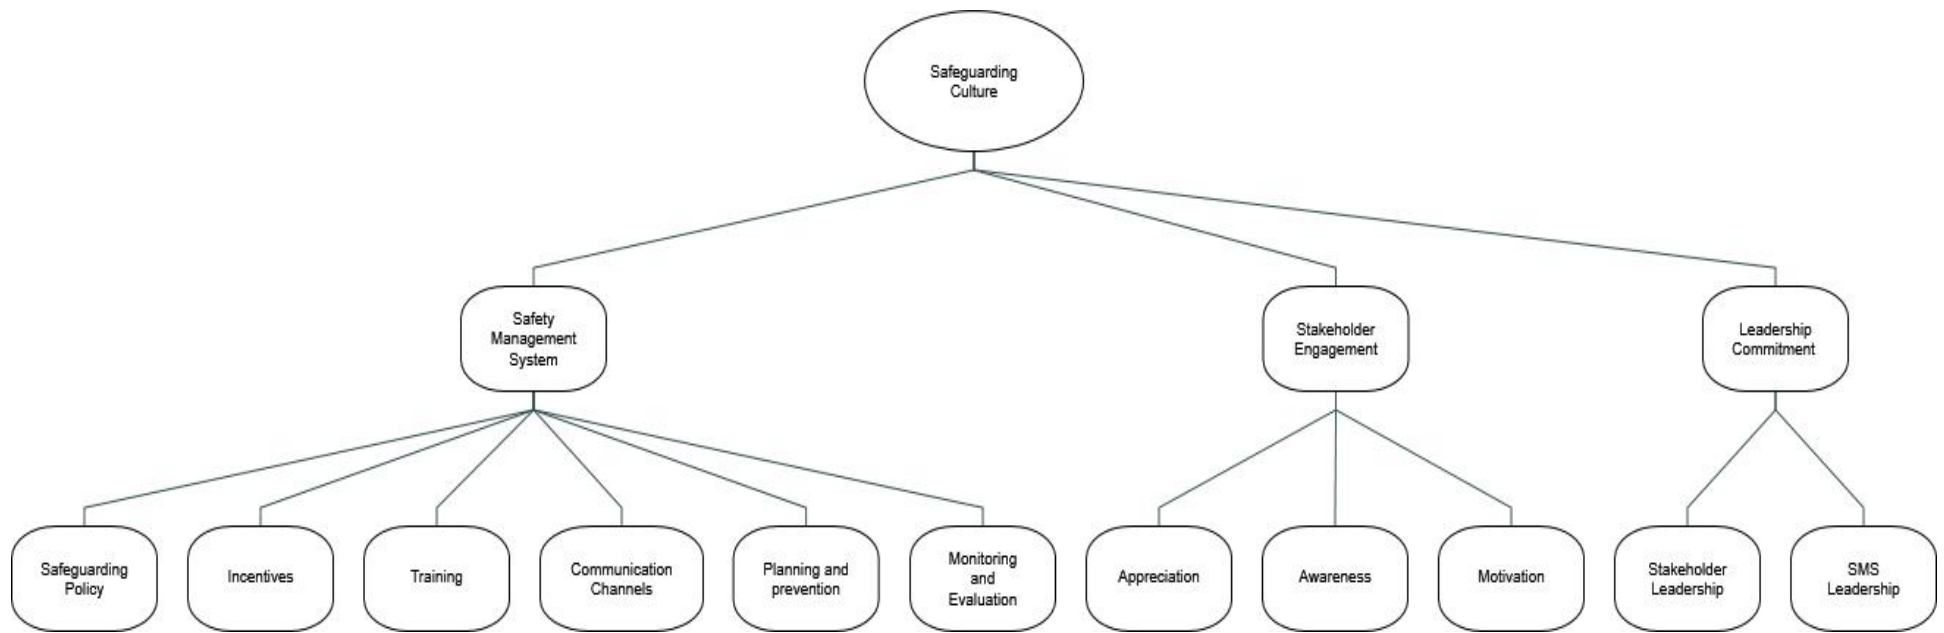 Safeguarding
Culture
Safety
Management
System
Stakeholder
Engagement
Leadership
Commitment
Safeguarding
Policy
Incentives
Training
Communication
Channels
Planning and
prevention
Monitoring
and
Evaluation
Appreciation
Awareness
Motivation
Stakeholder
Leadership
SMS
Leadership